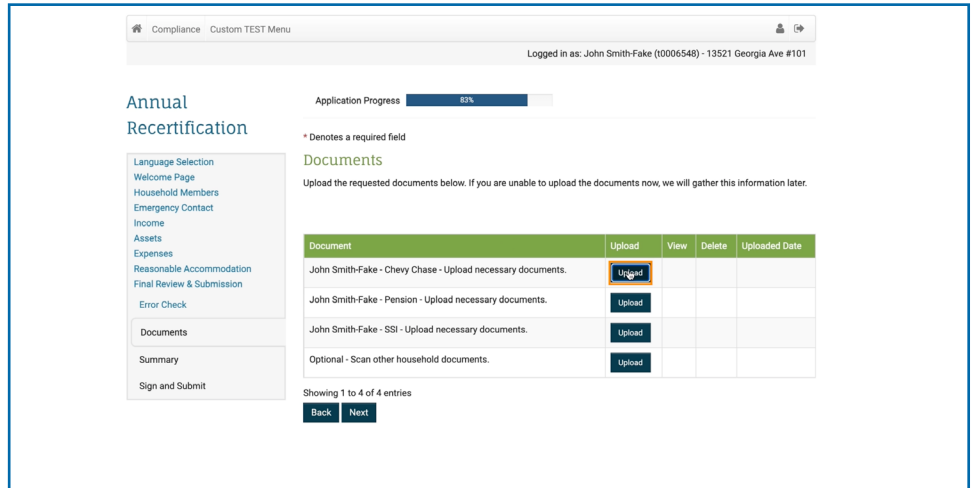 Compliance Custom TEST Menu
Logged in as: John Smith-Fake (t0006548) - 13521 Georgia Ave #101
Annual
Recertification
Language Selection
Welcome Page
Household Members
Emergency Contact
Income
Assets
Expenses
Reasonable Accommodation
Final Review & Submission
Error Check
Documents
Summary
Sign and Submit
Application Progress 83%
* Denotes a required field
Documents
Upload the requested documents below. If you are unable to upload the documents now, we will gather this information later.
Document Upload View Delete Uploaded Date
John Smith-Fake - Chevy Chase - Upload necessary documents. Upload
John Smith-Fake - Pension - Upload necessary documents. Upload
John Smith-Fake - SSI - Upload necessary documents. Upload
Optional - Scan other household documents. Upload
Showing 1 to 4 of 4 entries
Back Next